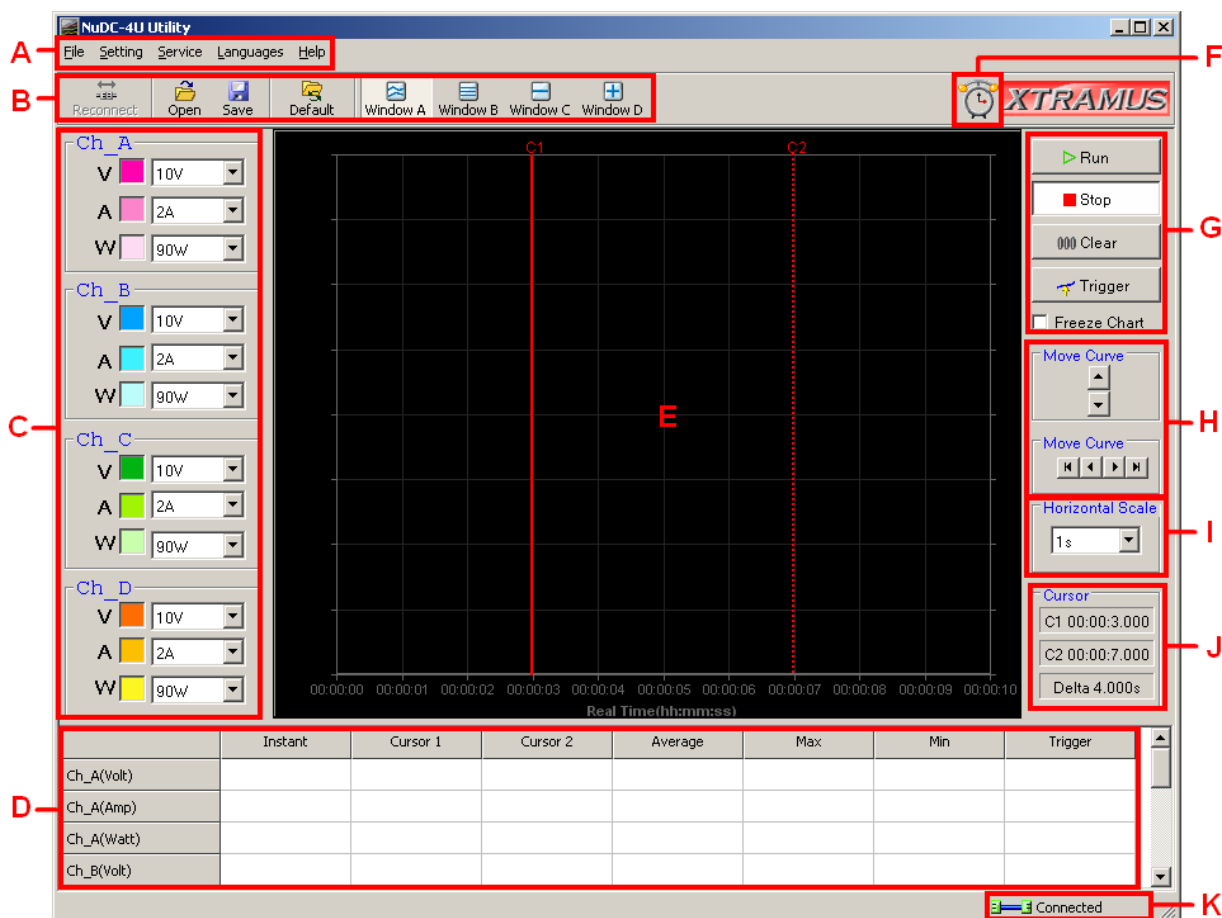 NuDC-4U Utility
A File Setting Service Languages Help
F
B Reconnect Open Save Default Window A Window B Window C Window D
XTRAMUS
C
Ch_A
V 10V
A 2A
W 90W
Ch_B
V 10V
A 2A
W 90W
Ch_C
V 10V
A 2A
W 90W
Ch_D
V 10V
A 2A
W 90W
C1 C2
E
00:00:00 00:00:01 00:00:02 00:00:03 00:00:04 00:00:05 00:00:06 00:00:07 00:00:08 00:00:09 00:00:10
Real Time(hh:mm:ss)
Run
Stop
000 Clear
Trigger
Freeze Chart
G
Move Curve
Move Curve
H
Horizontal Scale
1s
I
Cursor
C1 00:00:3.000
C2 00:00:7.000
Delta 4.000s
J
D
Instant Cursor 1 Cursor 2 Average Max Min Trigger
Ch_A(Volt)
Ch_A(Amp)
Ch_A(Watt)
Ch_B(Volt)
Connected K